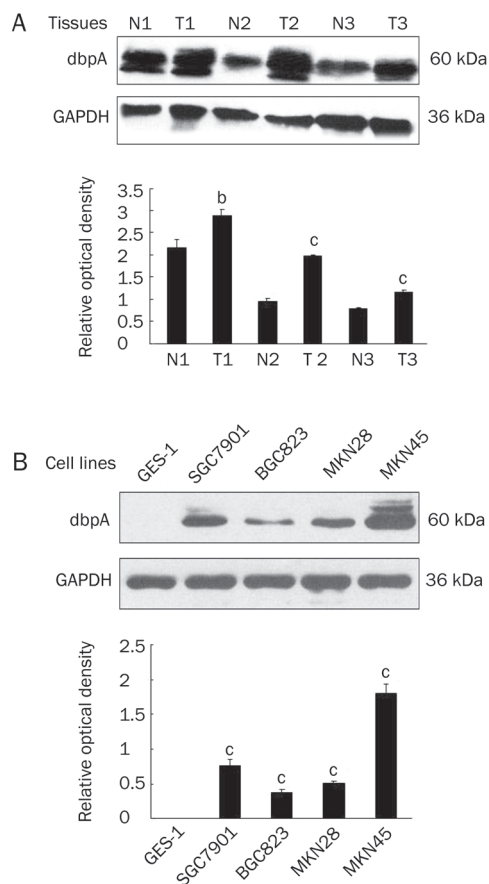 A Tissues N1 T1 N2 T2 N3 T3
dbpA 60 kDa
GAPDH 36 kDa
Relative optical density
3.5
3
2.5
2
1.5
1
0.5
0
b
c
c
N1 T1 N2 T 2 N3 T3
B Cell lines GES-1 SGC7901 BGC823 MKN28 MKN45
dbpA 60 kDa
GAPDH 36 kDa
Relative optical density
2.5
2
1.5
1
0.5
0
c
c
c
c
GES-1 SGC7901 BGC823 MKN28 MKN45